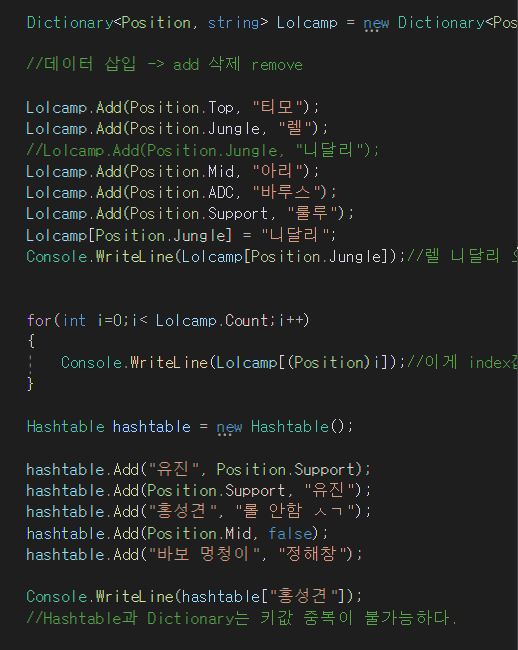 Dictionary<Position, string> Lolcamp = new Dictionary<Pos
//데이터 삽입 -> add 삭제 remove
Lolcamp.Add(Position.Top, "티모");
Lolcamp.Add(Position.Jungle, "렐");
//Lolcamp.Add(Position.Jungle, "니달리");
Lolcamp.Add(Position.Mid, "아리");
Lolcamp.Add(Position.ADC, "바루스");
Lolcamp.Add(Position.Support, "룰루");
Lolcamp[Position.Jungle] = "니달리";
Console.WriteLine(Lolcamp[Position.Jungle]);//렐 니달리
for(int i=0;i< Lolcamp.Count;i++)
{
Console.WriteLine(Lolcamp[(Position)i]);//이게 index값
}
Hashtable hashtable = new Hashtable();
hashtable.Add("유진", Position.Support);
hashtable.Add(Position.Support, "유진");
hashtable.Add("홍성견", "롤 안함 ㅅㄱ");
hashtable.Add(Position.Mid, false);
hashtable.Add("바보 멍청이", "정해창");
Console.WriteLine(hashtable["홍성견"]);
//Hashtable과 Dictionary는 키값 중복이 불가능하다.